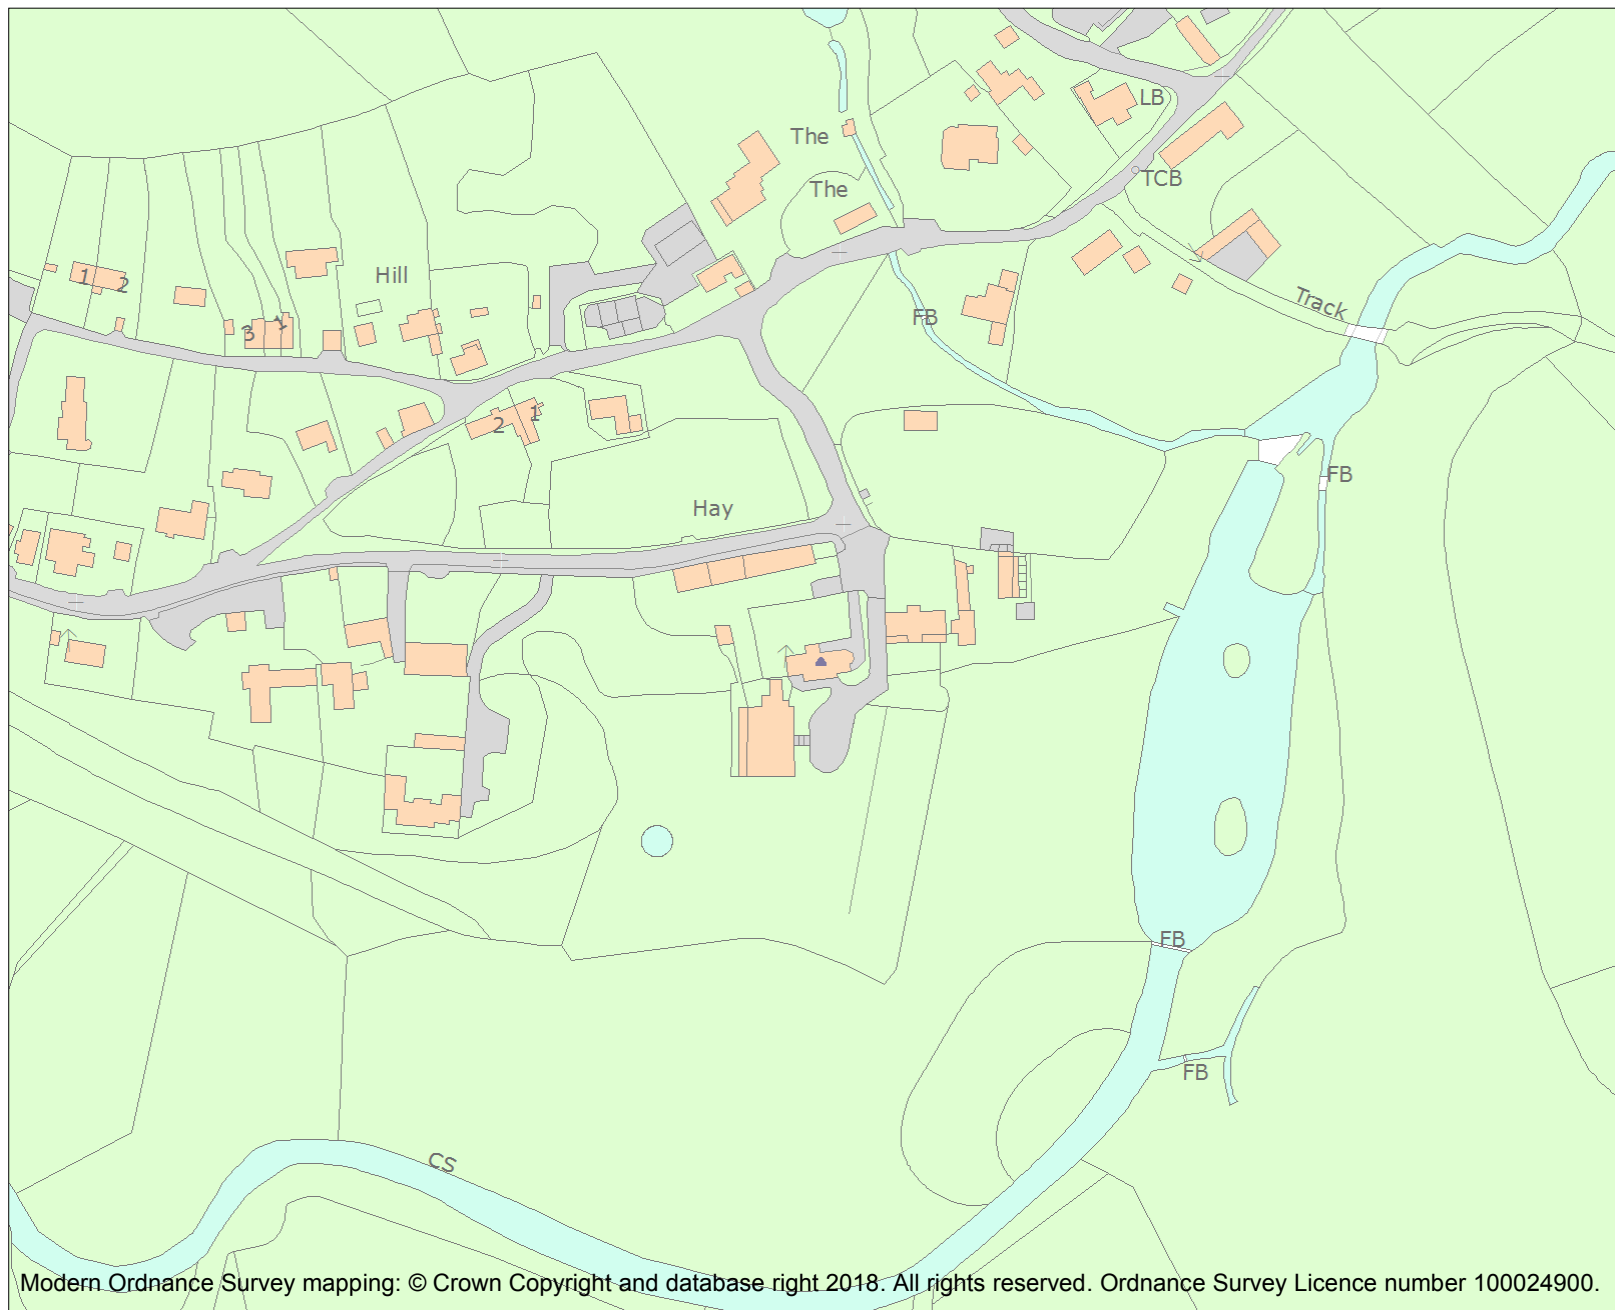 LB
The
TCB
The
Hill
1
2
Track
FB
3
1
1
2
FB
Hay
FB
FB
CS
Modern Ordnance Survey mapping: © Crown Copyright and database right 2018. All rights reserved. Ordnance Survey Licence number 100024900.